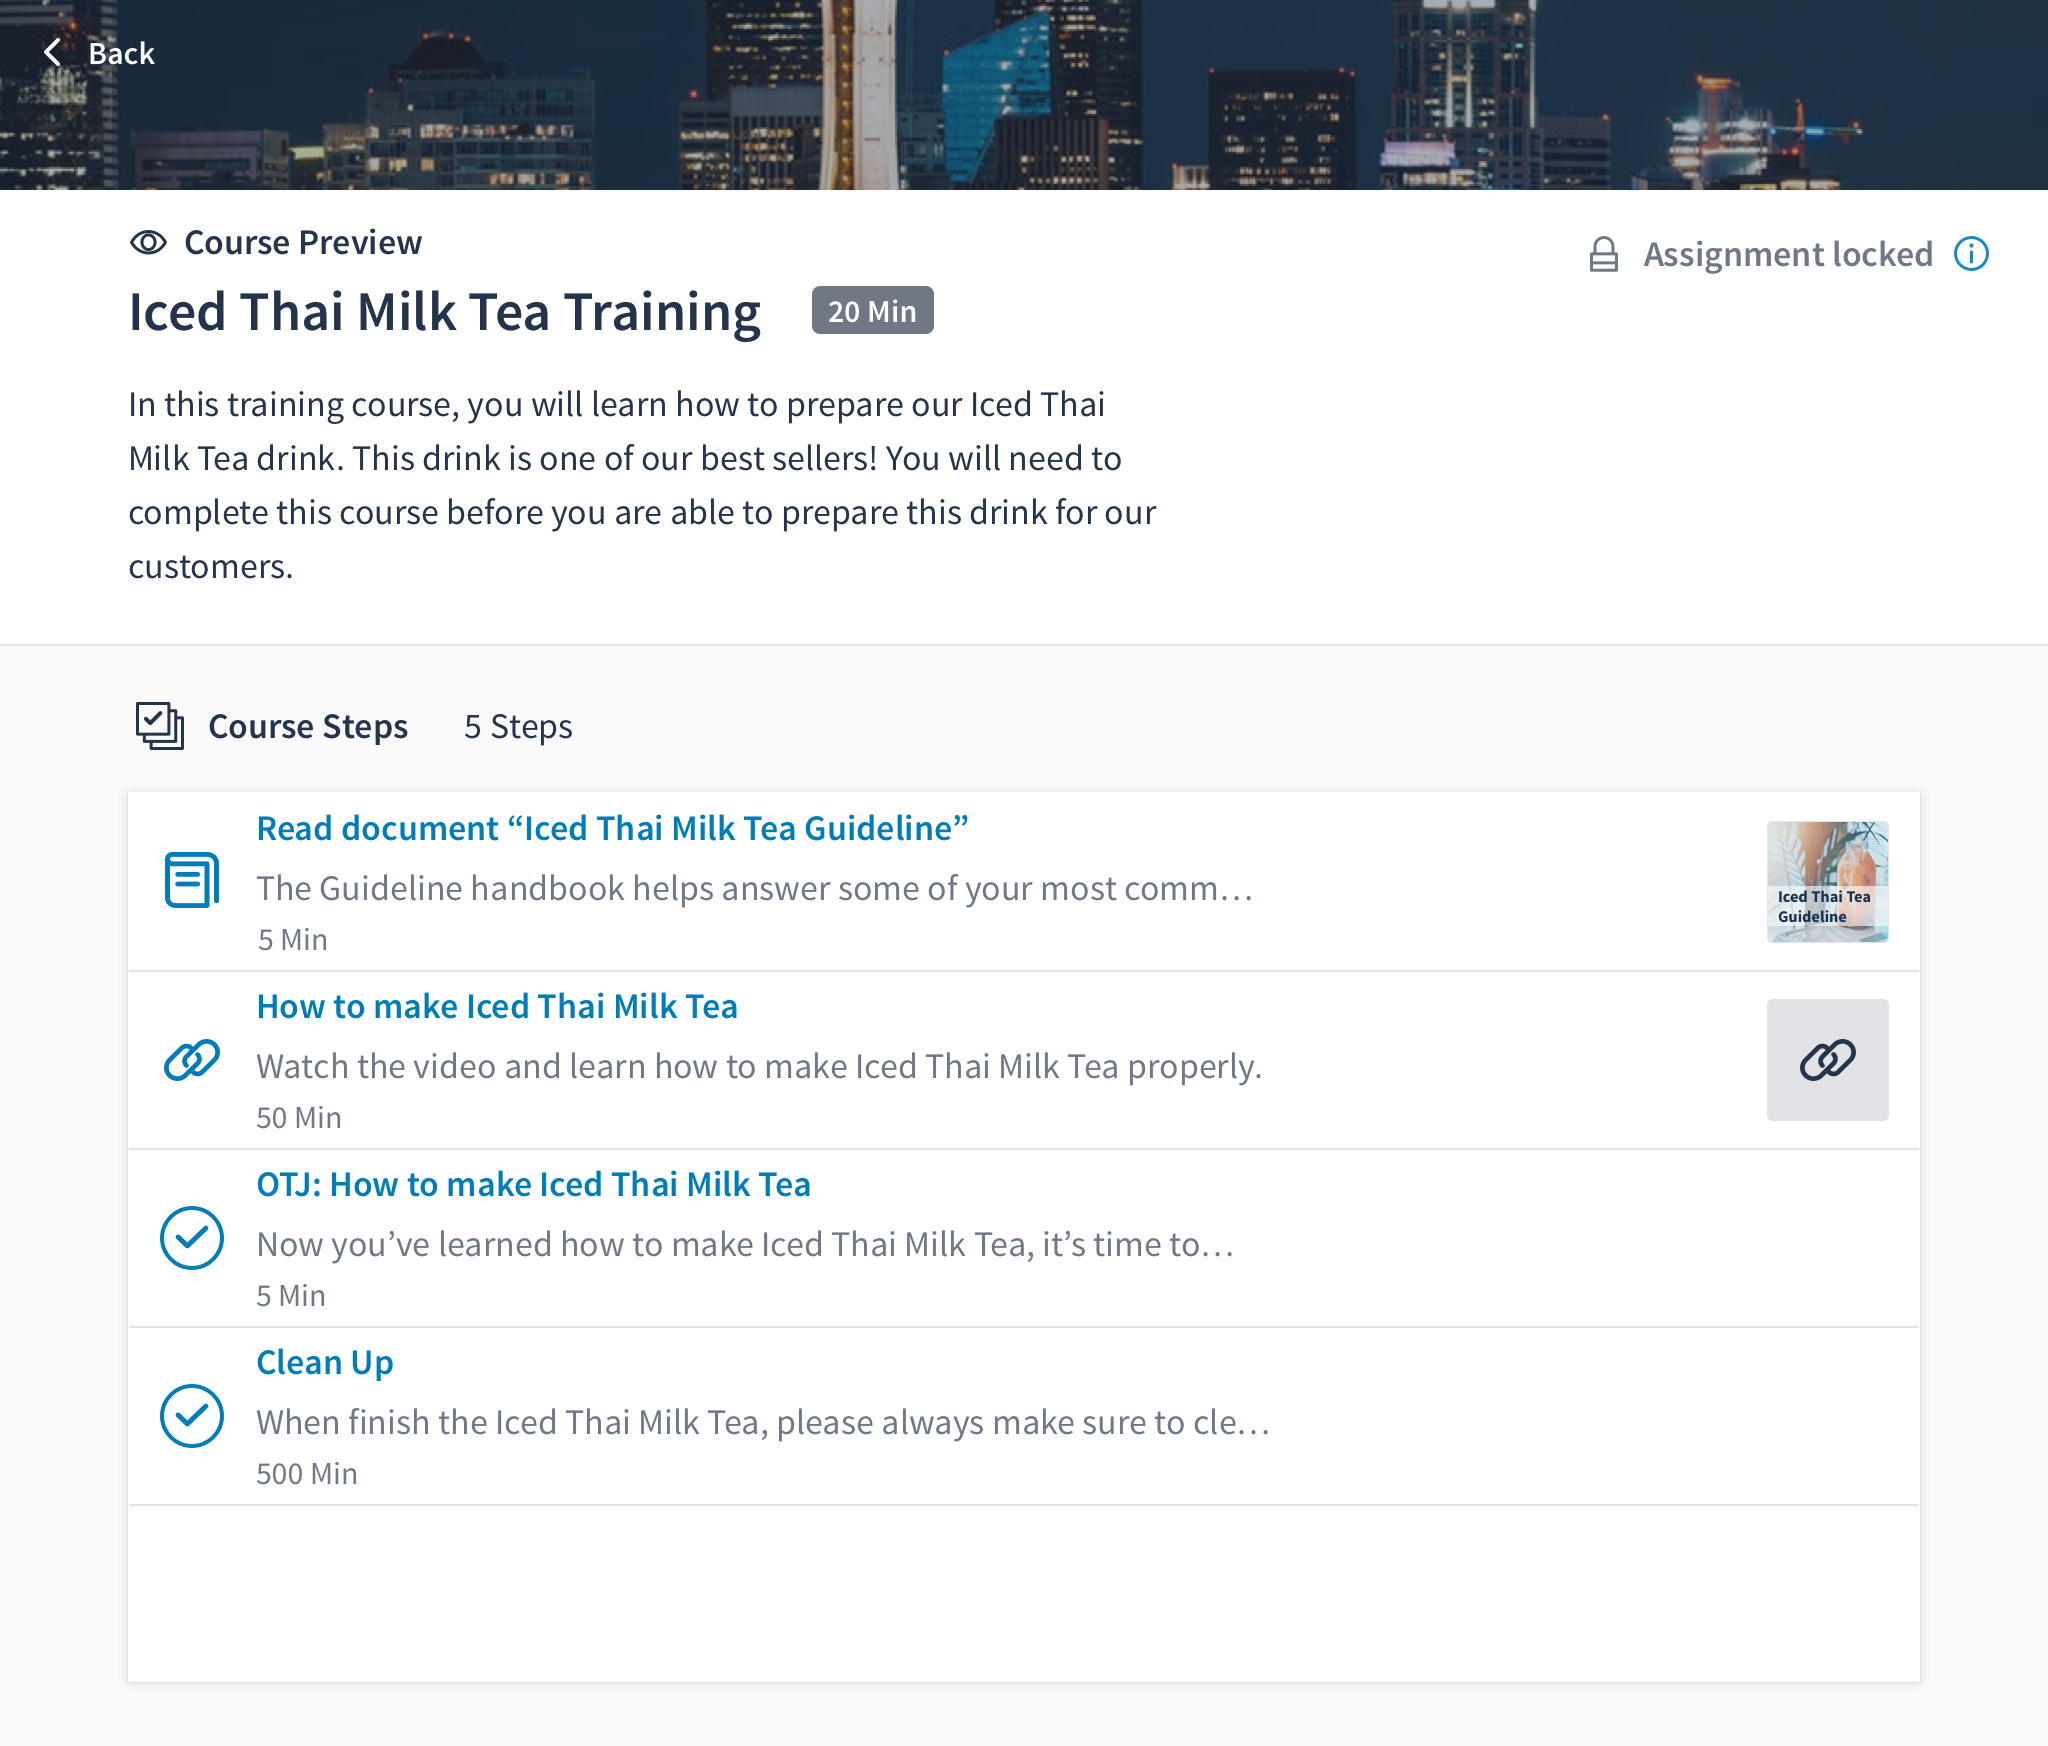 Back
Course Preview
Assignment locked
Iced Thai Milk Tea Training
20 Min
In this training course, you will learn how to prepare our Iced Thai
Milk Tea drink. This drink is one of our best sellers! You will need to
complete this course before you are able to prepare this drink for our
customers.
Course Steps
5 Steps
Read document “Iced Thai Milk Tea Guideline”
The Guideline handbook helps answer some of your most comm…
5 Min
Iced Thai Tea
Guideline
How to make Iced Thai Milk Tea
Watch the video and learn how to make Iced Thai Milk Tea properly.
50 Min
OTJ: How to make Iced Thai Milk Tea
Now you’ve learned how to make Iced Thai Milk Tea, it’s time to…
5 Min
Clean Up
When finish the Iced Thai Milk Tea, please always make sure to cle…
500 Min